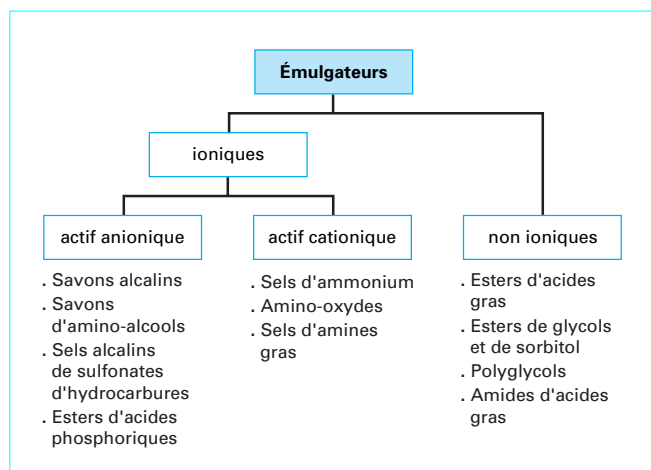 Émulgateurs
ioniques
actif anionique
. Savons alcalins
. Savons
d'amino-alcools
. Sels alcalins
de sulfonates
d'hydrocarbures
. Esters d'acides
phosphoriques
actif cationique
. Sels d'ammonium
. Amino-oxydes
. Sels d'amines
gras
non ioniques
. Esters d'acides
gras
. Esters de glycols
et de sorbitol
. Polyglycols
. Amides d'acides
gras